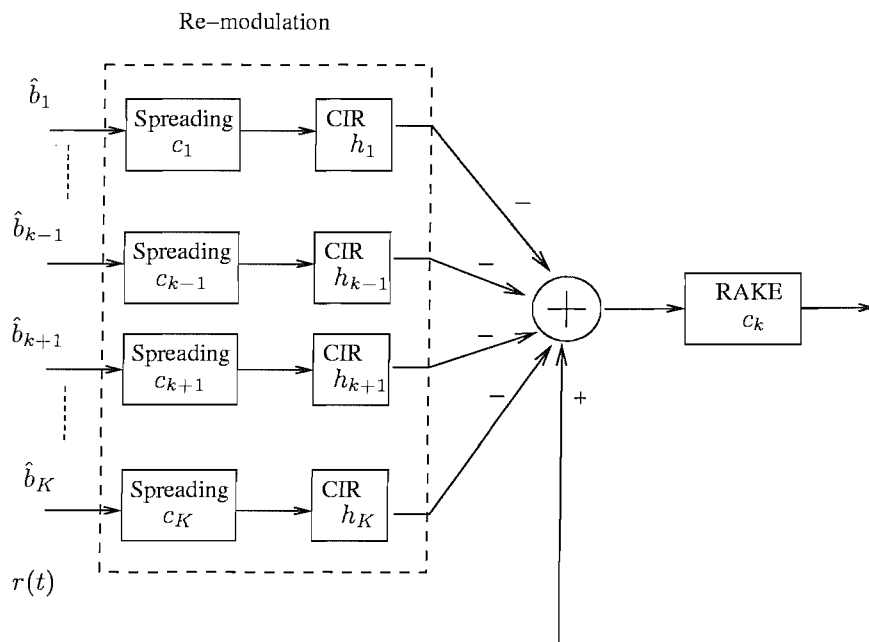 Re−modulation
b̂₁
Spreading
c₁
CIR
h₁
−
b̂ₖ₋₁
Spreading
cₖ₋₁
CIR
hₖ₋₁
−
RAKE
cₖ
b̂ₖ₊₁
Spreading
cₖ₊₁
CIR
hₖ₊₁
−
−
+
b̂_K
Spreading
c_K
CIR
h_K
r(t)